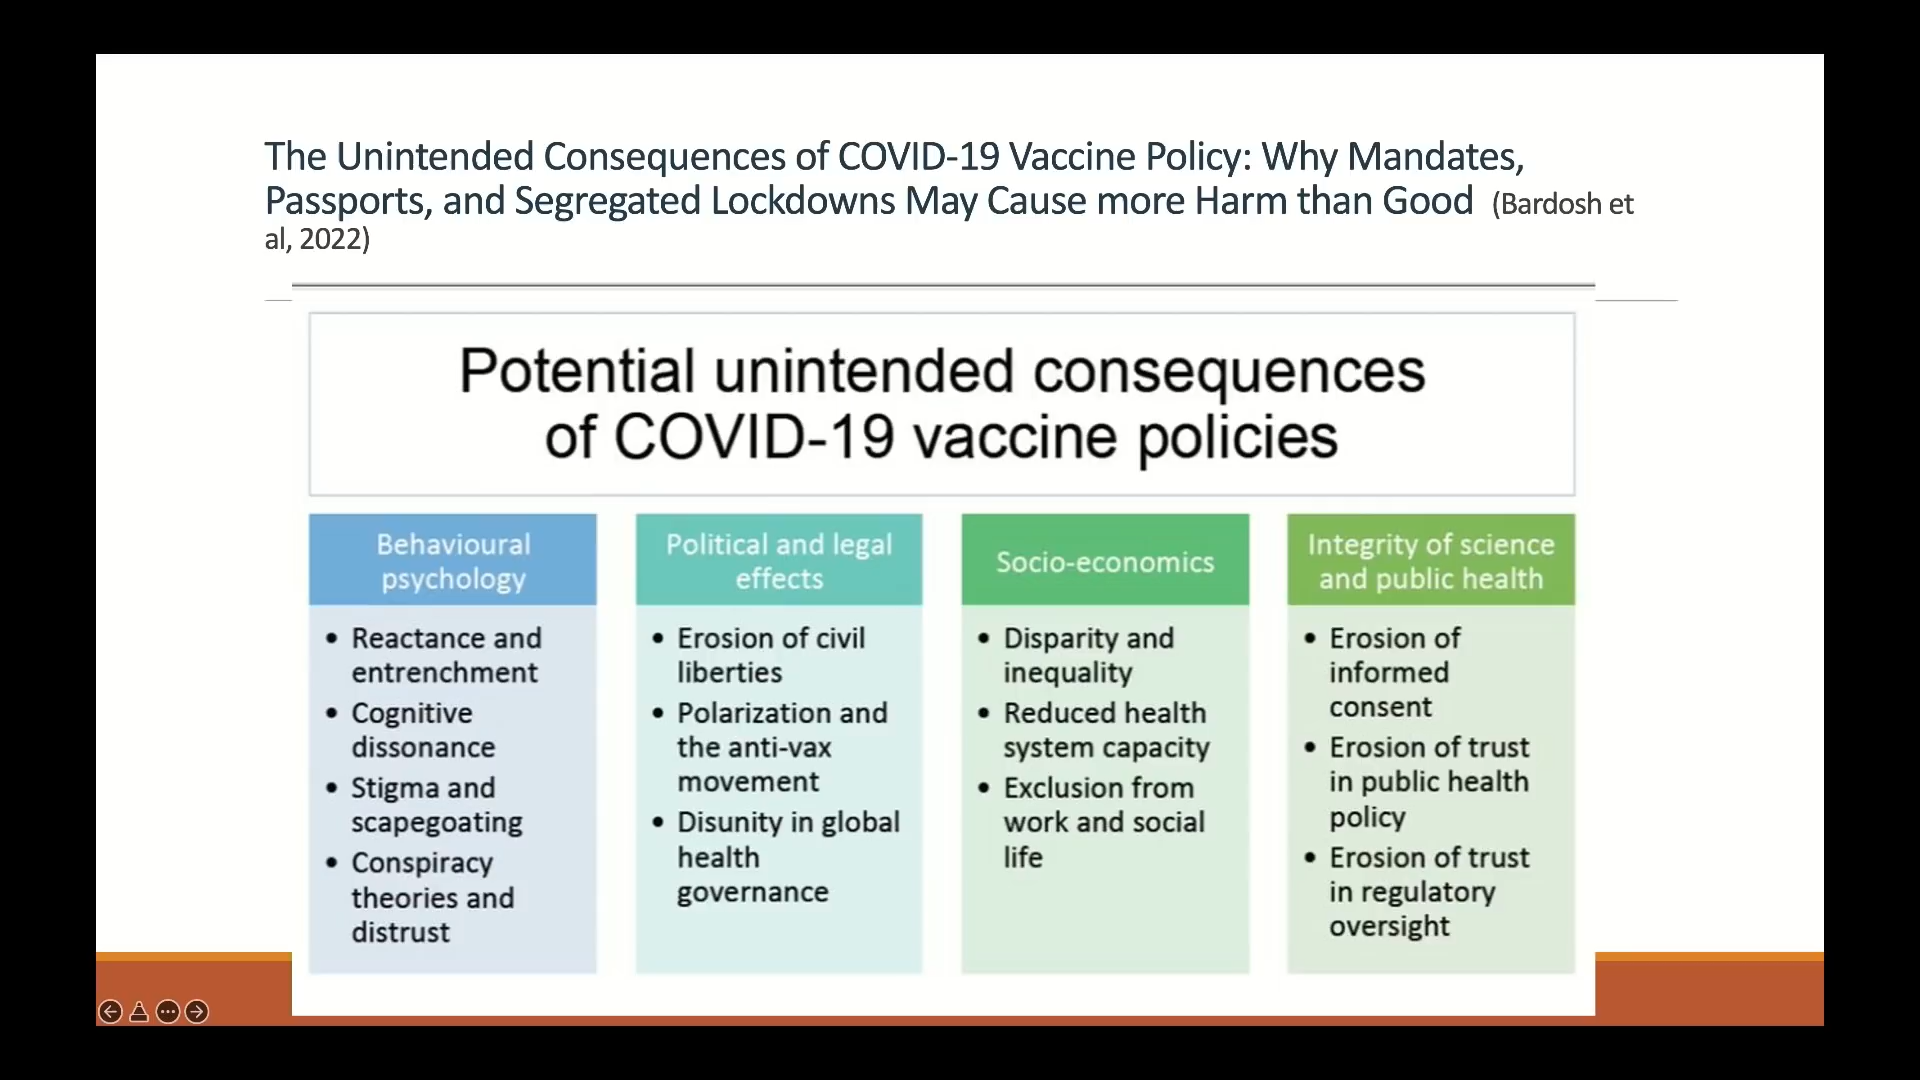 The Unintended Consequences of COVID-19 Vaccine Policy: Why Mandates,
Passports, and Segregated Lockdowns May Cause more Harm than Good (Bardosh et
al, 2022)
Potential unintended consequences
of COVID-19 vaccine policies
Behavioural
psychology
• Reactance and
entrenchment
• Cognitive
dissonance
• Stigma and
scapegoating
• Conspiracy
theories and
distrust
Political and legal
effects
• Erosion of civil
liberties
• Polarization and
the anti-vax
movement
• Disunity in global
health
governance
Socio-economics
• Disparity and
inequality
• Reduced health
system capacity
• Exclusion from
work and social
life
Integrity of science
and public health
• Erosion of
informed
consent
• Erosion of trust
in public health
policy
• Erosion of trust
in regulatory
oversight